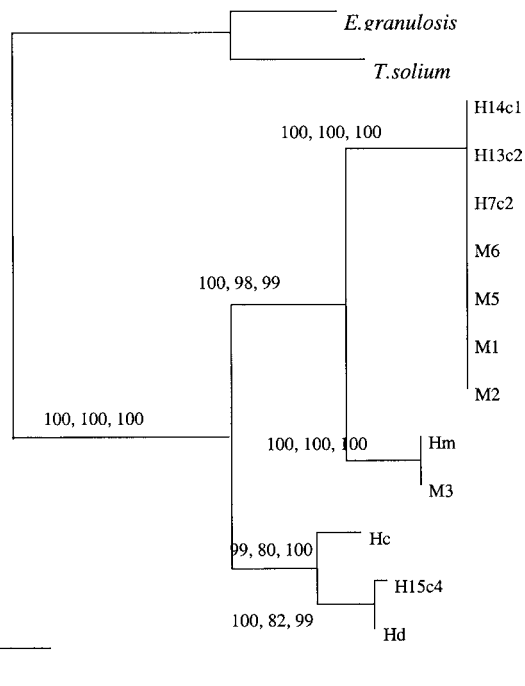 E.granulosis
T.solium
H14c1
100, 100, 100
H13c2
H7c2
M6
100, 98, 99
M5
M1
M2
100, 100, 100
100, 100, 100
Hm
M3
Hc
99, 80, 100
H15c4
100, 82, 99
Hd